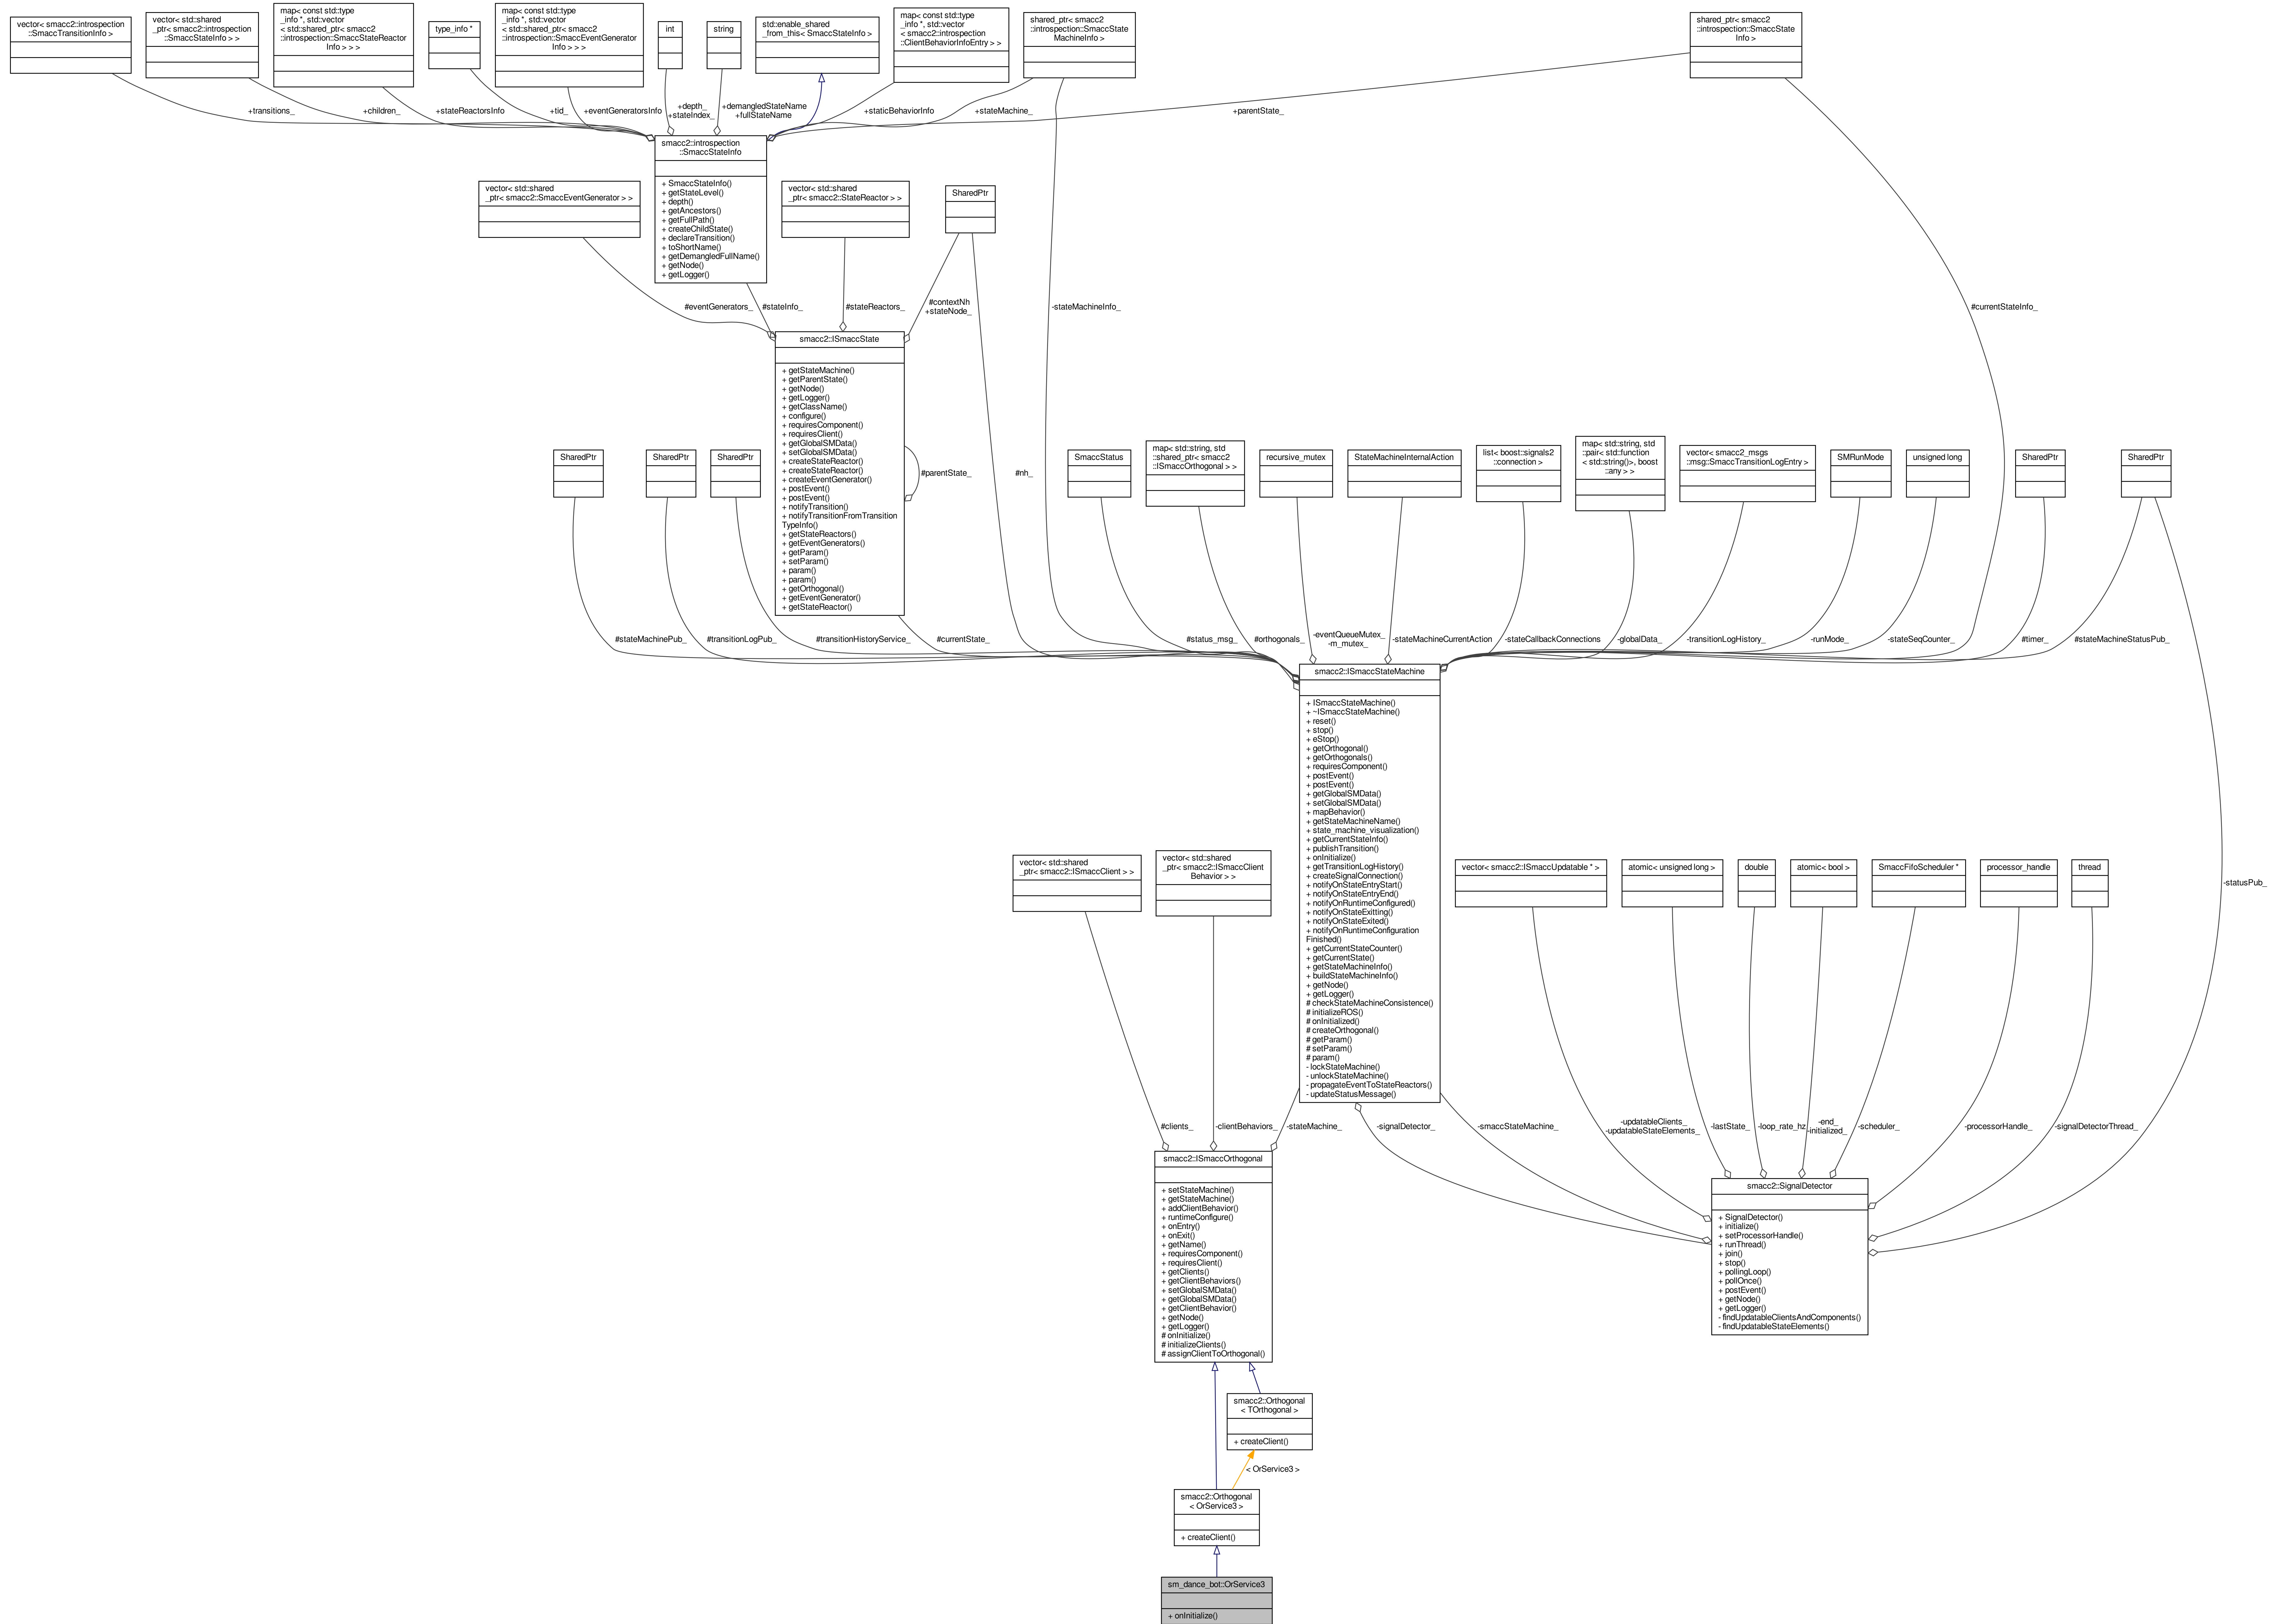 vector< smacc2::introspection
::SmaccTransitionInfo >
vector< std::shared
_ptr< smacc2::introspection
::SmaccStateInfo > >
map< const std::type
_info *, std::vector
< std::shared_ptr< smacc2
::introspection::SmaccStateReactor
Info > > >
type_info *
map< const std::type
_info *, std::vector
< std::shared_ptr< smacc2
::introspection::SmaccEventGenerator
Info > > >
int
string
std::enable_shared
_from_this< SmaccStateInfo >
map< const std::type
_info *, std::vector
< smacc2::introspection
::ClientBehaviorInfoEntry > >
shared_ptr< smacc2
::introspection::SmaccState
MachineInfo >
shared_ptr< smacc2
::introspection::SmaccState
Info >
+transitions_
+children_
+stateReactorsInfo
+tid_
+eventGeneratorsInfo
+depth_
+stateIndex_
+demangledStateName
+fullStateName
+staticBehaviorInfo
+stateMachine_
+parentState_
smacc2::introspection
::SmaccStateInfo
+ SmaccStateInfo()
+ getStateLevel()
+ depth()
+ getAncestors()
+ getFullPath()
+ createChildState()
+ declareTransition()
+ toShortName()
+ getDemangledFullName()
+ getNode()
+ getLogger()
vector< std::shared
_ptr< smacc2::SmaccEventGenerator > >
vector< std::shared
_ptr< smacc2::StateReactor > >
SharedPtr
#eventGenerators_
#stateInfo_
#stateReactors_
#contextNh
+stateNode_
-stateMachineInfo_
#currentStateInfo_
smacc2::ISmaccState
+ getStateMachine()
+ getParentState()
+ getNode()
+ getLogger()
+ getClassName()
+ configure()
+ requiresComponent()
+ requiresClient()
+ getGlobalSMData()
+ setGlobalSMData()
+ createStateReactor()
+ createStateReactor()
+ createEventGenerator()
+ postEvent()
+ postEvent()
+ notifyTransition()
+ notifyTransitionFromTransition
TypeInfo()
+ getStateReactors()
+ getEventGenerators()
+ getParam()
+ setParam()
+ param()
+ param()
+ getOrthogonal()
+ getEventGenerator()
+ getStateReactor()
#parentState_
#nh_
SharedPtr
SharedPtr
SharedPtr
SmaccStatus
map< std::string, std
::shared_ptr< smacc2
::ISmaccOrthogonal > >
recursive_mutex
StateMachineInternalAction
list< boost::signals2
::connection >
map< std::string, std
::pair< std::function
< std::string()>, boost
::any > >
vector< smacc2_msgs
::msg::SmaccTransitionLogEntry >
SMRunMode
unsigned long
SharedPtr
SharedPtr
#stateMachinePub_
#transitionLogPub_
#transitionHistoryService_
#currentState_
#status_msg_
#orthogonals_
-eventQueueMutex_
-m_mutex_
-stateMachineCurrentAction
-stateCallbackConnections
-globalData_
-transitionLogHistory_
-runMode_
-stateSeqCounter_
#timer_
#stateMachineStatusPub_
smacc2::ISmaccStateMachine
+ ISmaccStateMachine()
+ ~ISmaccStateMachine()
+ reset()
+ stop()
+ eStop()
+ getOrthogonal()
+ getOrthogonals()
+ requiresComponent()
+ postEvent()
+ postEvent()
+ getGlobalSMData()
+ setGlobalSMData()
+ mapBehavior()
+ getStateMachineName()
+ state_machine_visualization()
+ getCurrentStateInfo()
+ publishTransition()
+ onInitialize()
+ getTransitionLogHistory()
+ createSignalConnection()
+ notifyOnStateEntryStart()
+ notifyOnStateEntryEnd()
+ notifyOnRuntimeConfigured()
+ notifyOnStateExitting()
+ notifyOnStateExited()
+ notifyOnRuntimeConfiguration
Finished()
+ getCurrentStateCounter()
+ getCurrentState()
+ getStateMachineInfo()
+ buildStateMachineInfo()
+ getNode()
+ getLogger()
# checkStateMachineConsistence()
# initializeROS()
# onInitialized()
# createOrthogonal()
# getParam()
# setParam()
# param()
- lockStateMachine()
- unlockStateMachine()
- propagateEventToStateReactors()
- updateStatusMessage()
vector< std::shared
_ptr< smacc2::ISmaccClient > >
vector< std::shared
_ptr< smacc2::ISmaccClient
Behavior > >
vector< smacc2::ISmaccUpdatable * >
atomic< unsigned long >
double
atomic< bool >
SmaccFifoScheduler *
processor_handle
thread
-statusPub_
#clients_
-clientBehaviors_
-stateMachine_
-signalDetector_
-smaccStateMachine_
-updatableClients_
-updatableStateElements_
-lastState_
-loop_rate_hz
-end_
-initialized_
-scheduler_
-processorHandle_
-signalDetectorThread_
smacc2::ISmaccOrthogonal
+ setStateMachine()
+ getStateMachine()
+ addClientBehavior()
+ runtimeConfigure()
+ onEntry()
+ onExit()
+ getName()
+ requiresComponent()
+ requiresClient()
+ getClients()
+ getClientBehaviors()
+ setGlobalSMData()
+ getGlobalSMData()
+ getClientBehavior()
+ getNode()
+ getLogger()
# onInitialize()
# initializeClients()
# assignClientToOrthogonal()
smacc2::SignalDetector
+ SignalDetector()
+ initialize()
+ setProcessorHandle()
+ runThread()
+ join()
+ stop()
+ pollingLoop()
+ pollOnce()
+ postEvent()
+ getNode()
+ getLogger()
- findUpdatableClientsAndComponents()
- findUpdatableStateElements()
smacc2::Orthogonal
< TOrthogonal >
+ createClient()
< OrService3 >
smacc2::Orthogonal
< OrService3 >
+ createClient()
sm_dance_bot::OrService3
+ onInitialize()